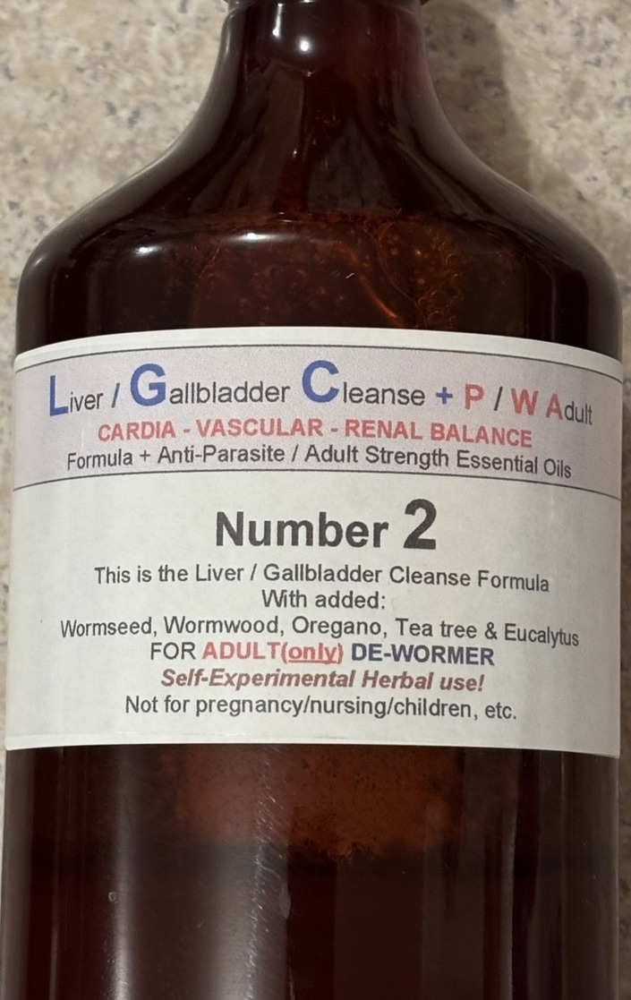 Liver / Gallbladder Cleanse + P / W Adult
CARDIA - VASCULAR - RENAL BALANCE
Formula + Anti-Parasite / Adult Strength Essential Oils
Number 2
This is the Liver / Gallbladder Cleanse Formula
With added:
Wormseed, Wormwood, Oregano, Tea tree & Eucalytus
FOR ADULT(only) DE-WORMER
Self-Experimental Herbal use!
Not for pregnancy/nursing/children, etc.